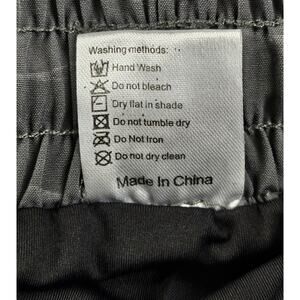 Washing methods:
Hand Wash
Do not bleach
Dry flat in shade
Do not tumble dry
Do Not Iron
Do not dry clean
Made In China